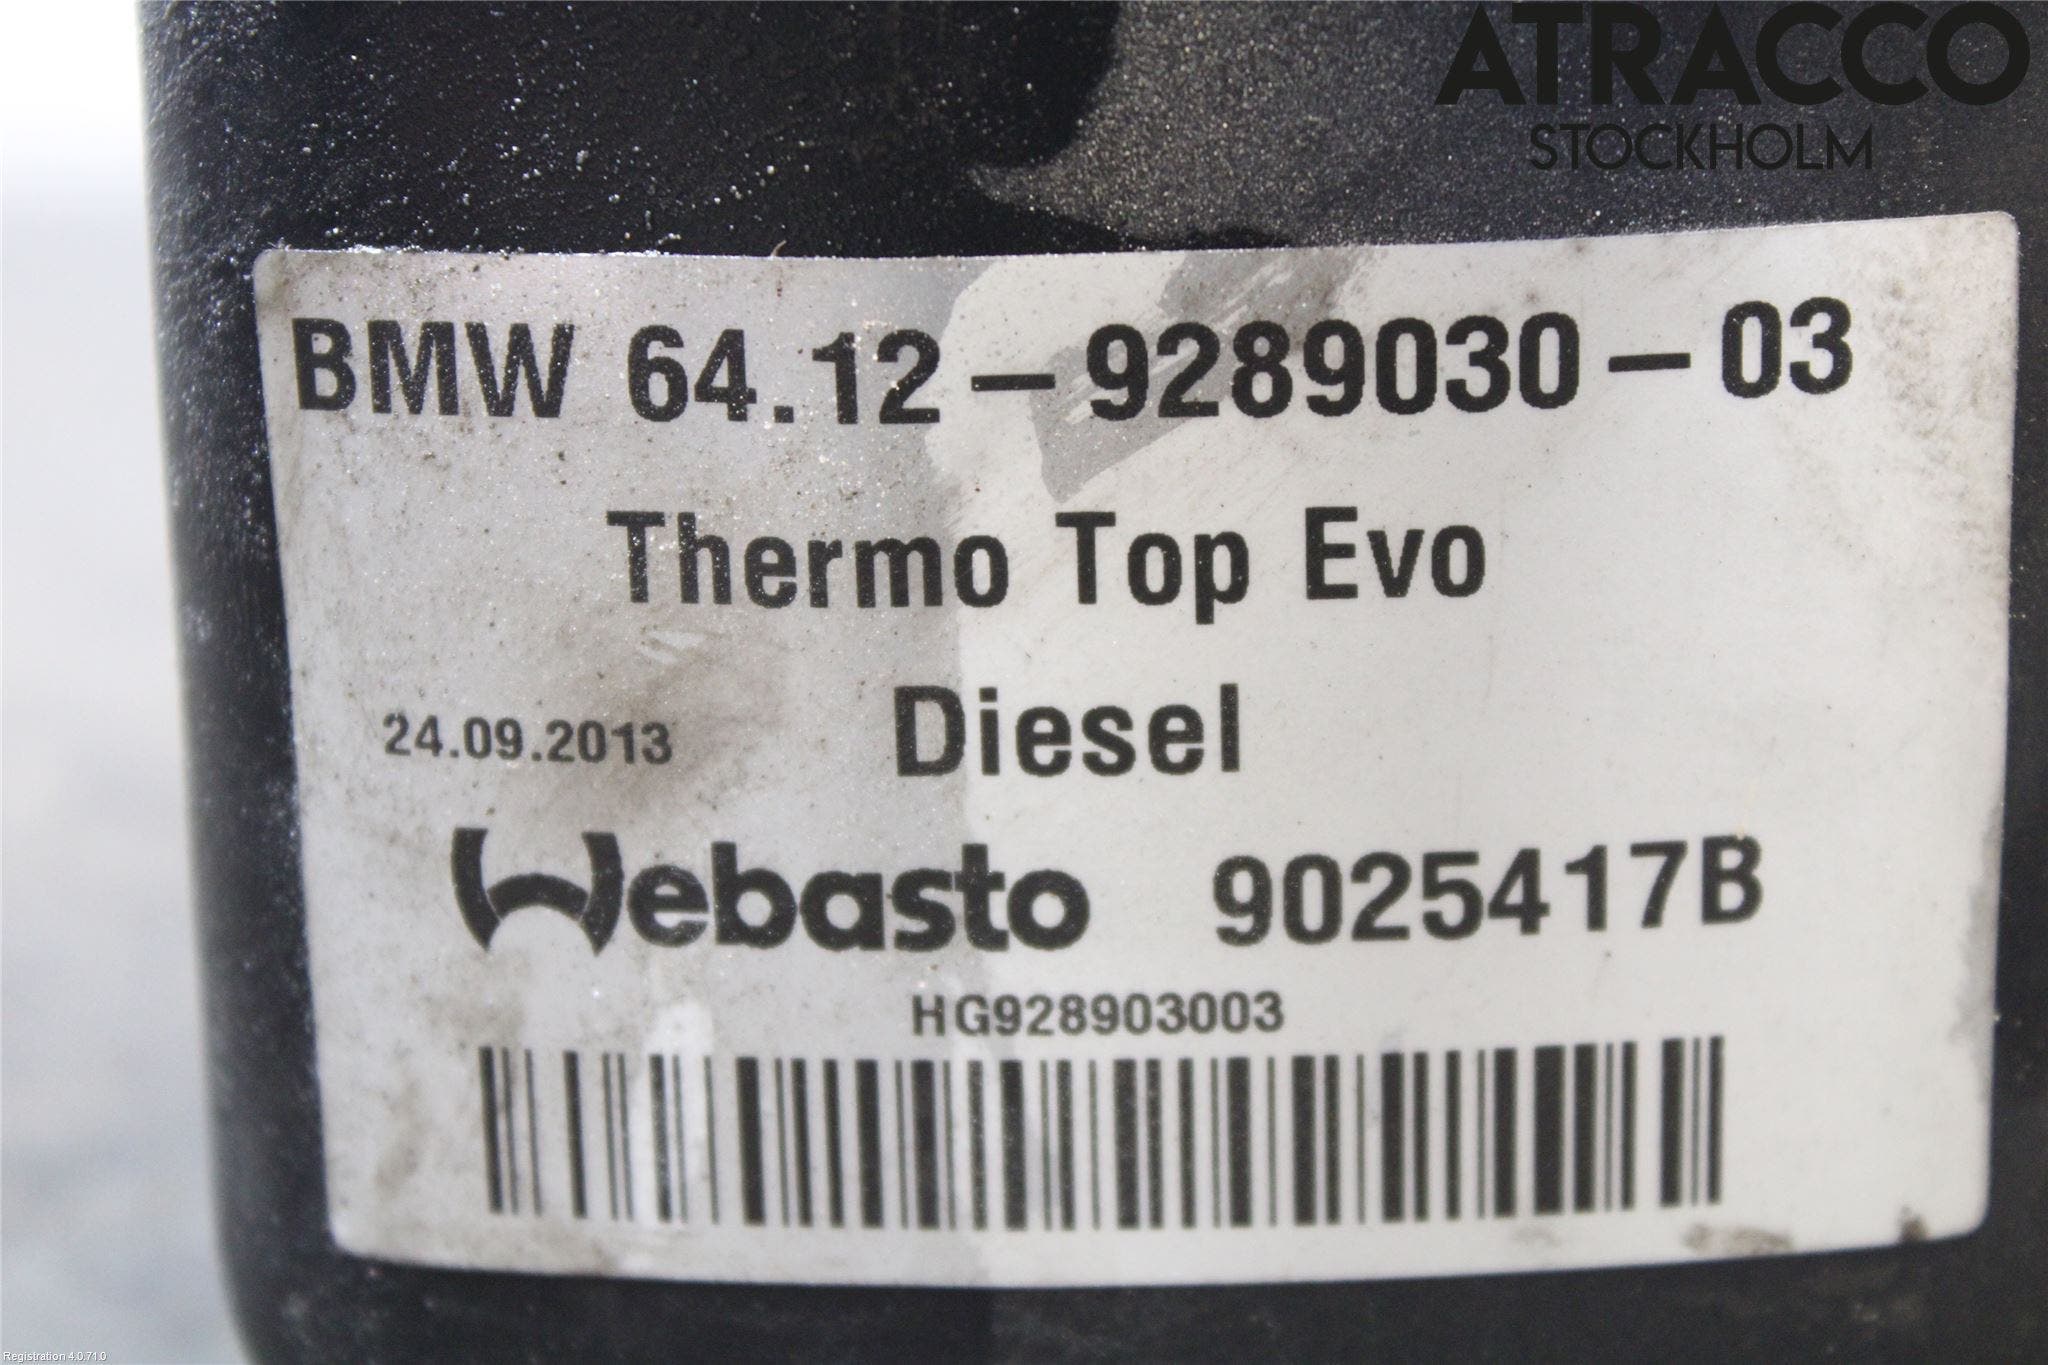 ATRACCO
STOCKHOLM
BMW 64.12-9289030-03
Thermo Top Evo
24.09.2013 Diesel
Webasto 9025417B
HG928903003
Registration 4.0.71.0